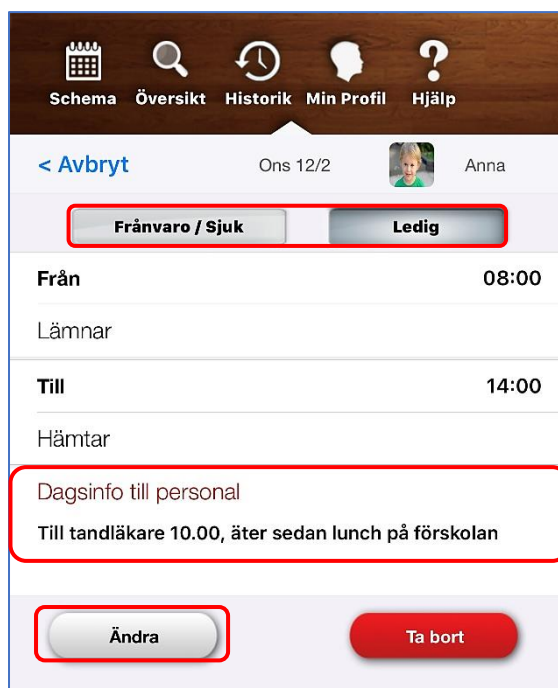 Schema Översikt Historik Min Profil Hjälp
< Avbryt Ons 12/2 Anna
Frånvaro / Sjuk Ledig
Från 08:00
Lämnar
Till 14:00
Hämtar
Dagsinfo till personal
Till tandläkare 10.00, äter sedan lunch på förskolan
Ändra Ta bort